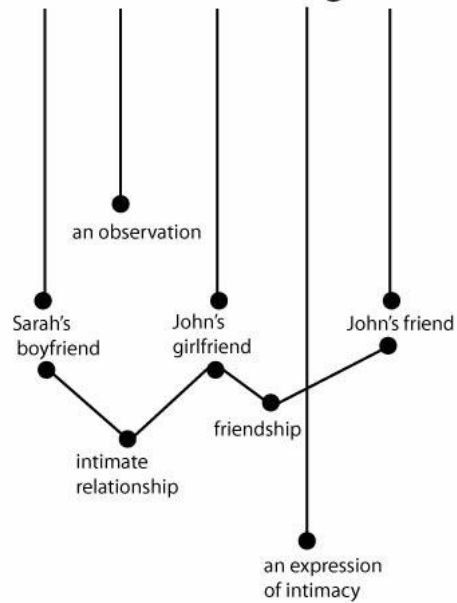 an observation
Sarah's
boyfriend
John's
girlfriend
John's friend
friendship
intimate
relationship
an expression
of intimacy